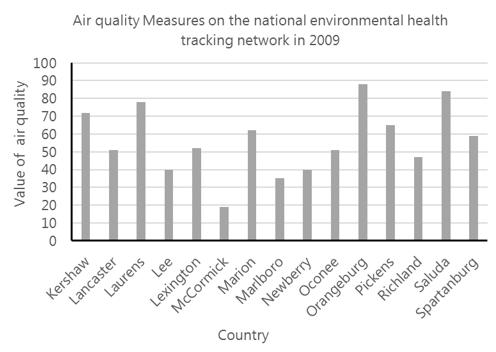 Air quality Measures on the national environmental health
tracking network in 2009
Value of air quality
100
90
80
70
60
50
40
30
20
10
0
Kershaw
Lancaster
Laurens
Lee
Lexington
McCormick
Marion
Marlboro
Newberry
Oconee
Orangeburg
Pickens
Richland
Saluda
Spartanburg
Country